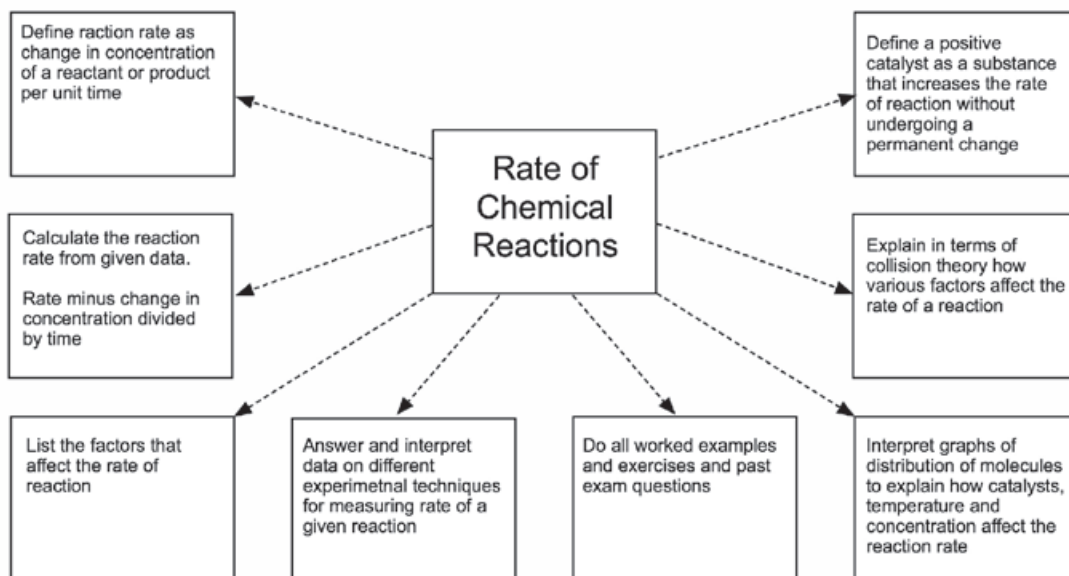 Define raction rate as
change in concentration
of a reactant or product
per unit time
Define a positive
catalyst as a substance
that increases the rate
of reaction without
undergoing a
permanent change
Rate of
Chemical
Reactions
Calculate the reaction
rate from given data.
Rate minus change in
concentration divided
by time
Explain in terms of
collision theory how
various factors affect the
rate of a reaction
List the factors that
affect the rate of
reaction
Answer and interpret
data on different
experimetnal techniques
for measuring rate of a
given reaction
Do all worked examples
and exercises and past
exam questions
Interpret graphs of
distribution of molecules
to explain how catalysts,
temperature and
concentration affect the
reaction rate